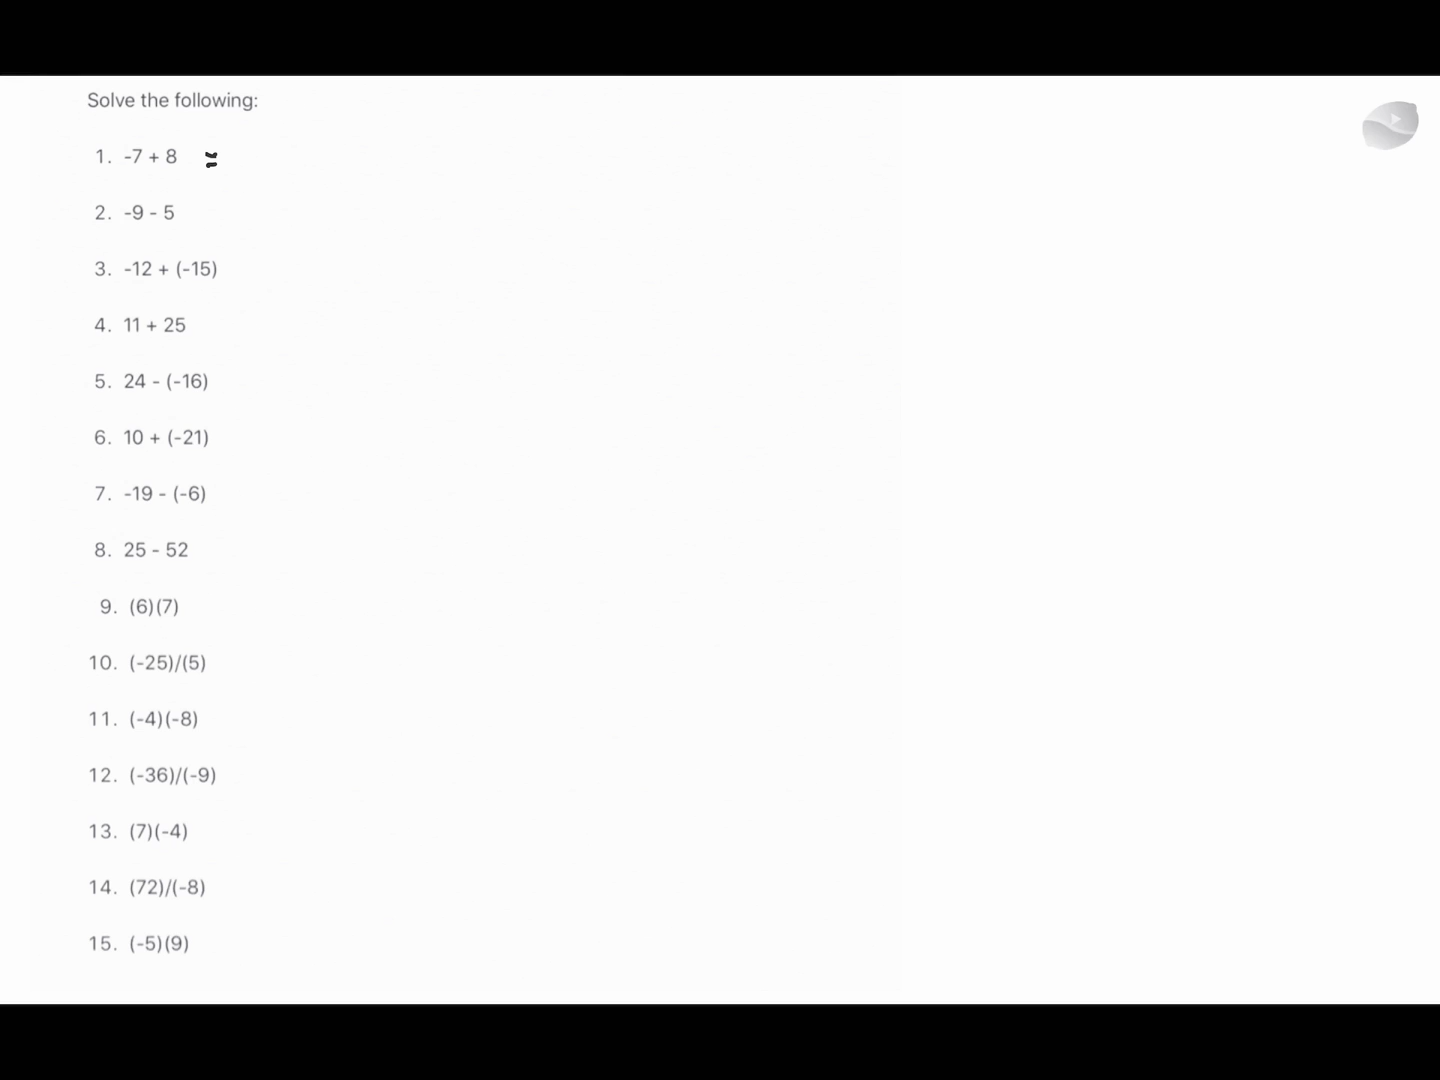 Solve the following:
1. -7 + 8 =
2. -9 - 5
3. -12 + (-15)
4. 11 + 25
5. 24 - (-16)
6. 10 + (-21)
7. -19 - (-6)
8. 25 - 52
9. (6)(7)
10. (-25)/(5)
11. (-4)(-8)
12. (-36)/(-9)
13. (7)(-4)
14. (72)/(-8)
15. (-5)(9)